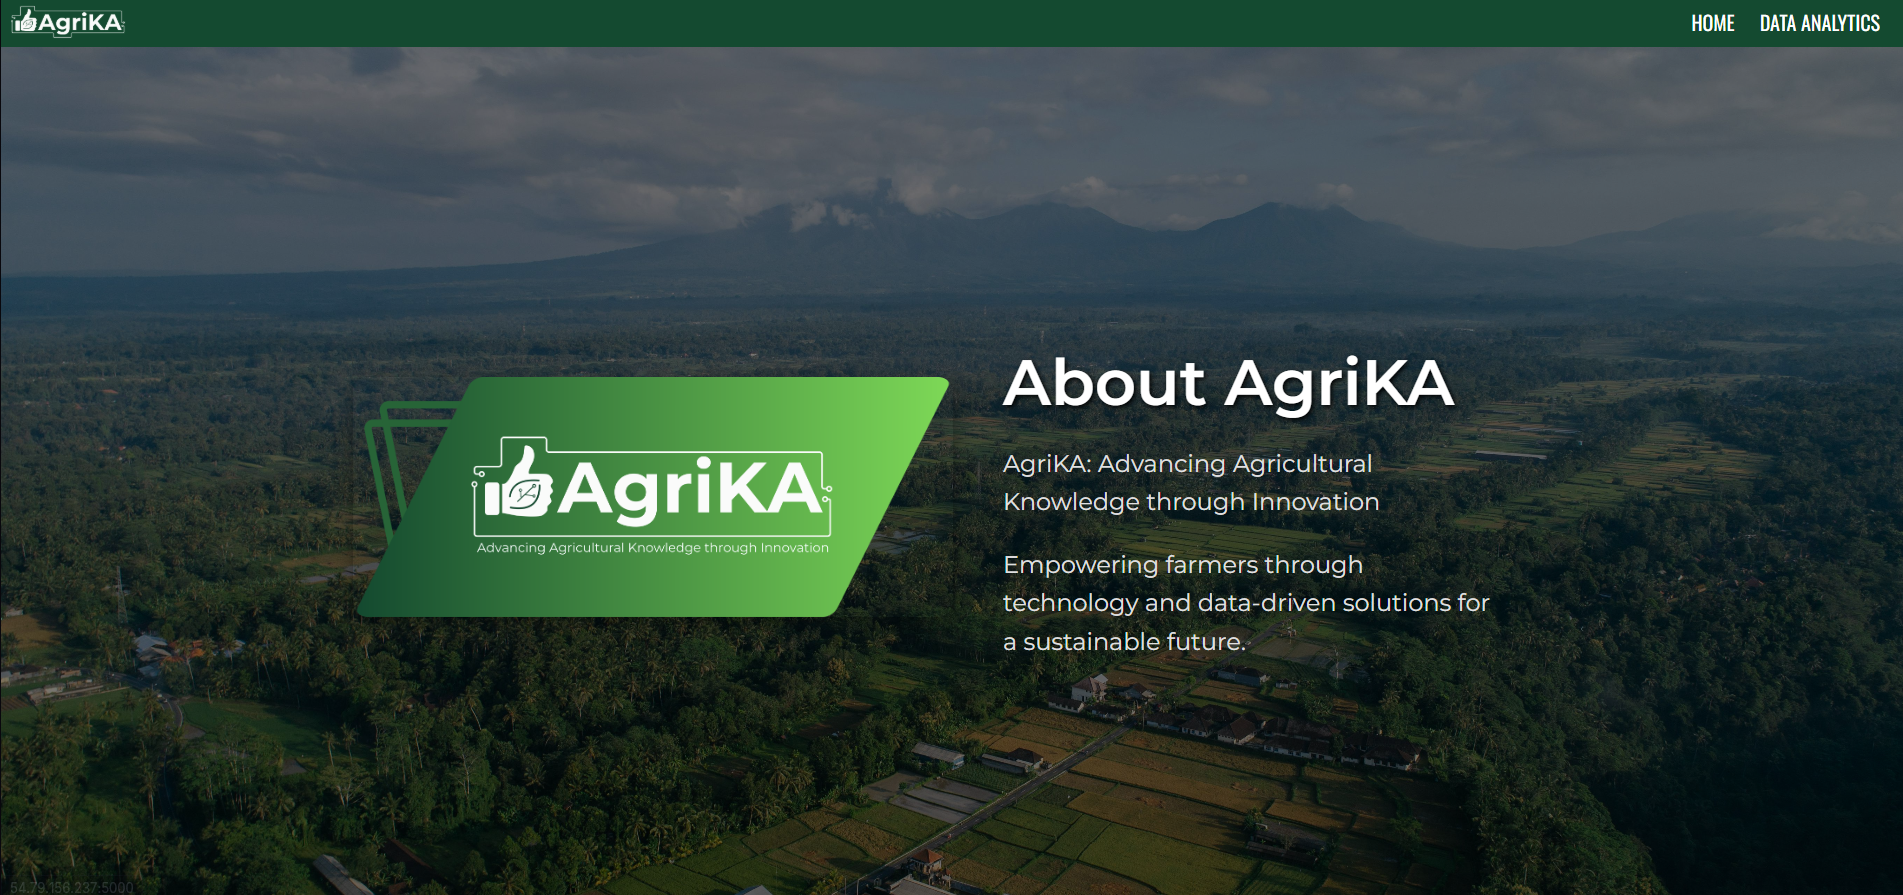 AgriKA
HOME DATA ANALYTICS
About AgriKA
AgriKA
Advancing Agricultural Knowledge through Innovation
AgriKA: Advancing Agricultural
Knowledge through Innovation
Empowering farmers through
technology and data-driven solutions for
a sustainable future.
54.79.136.237:5000